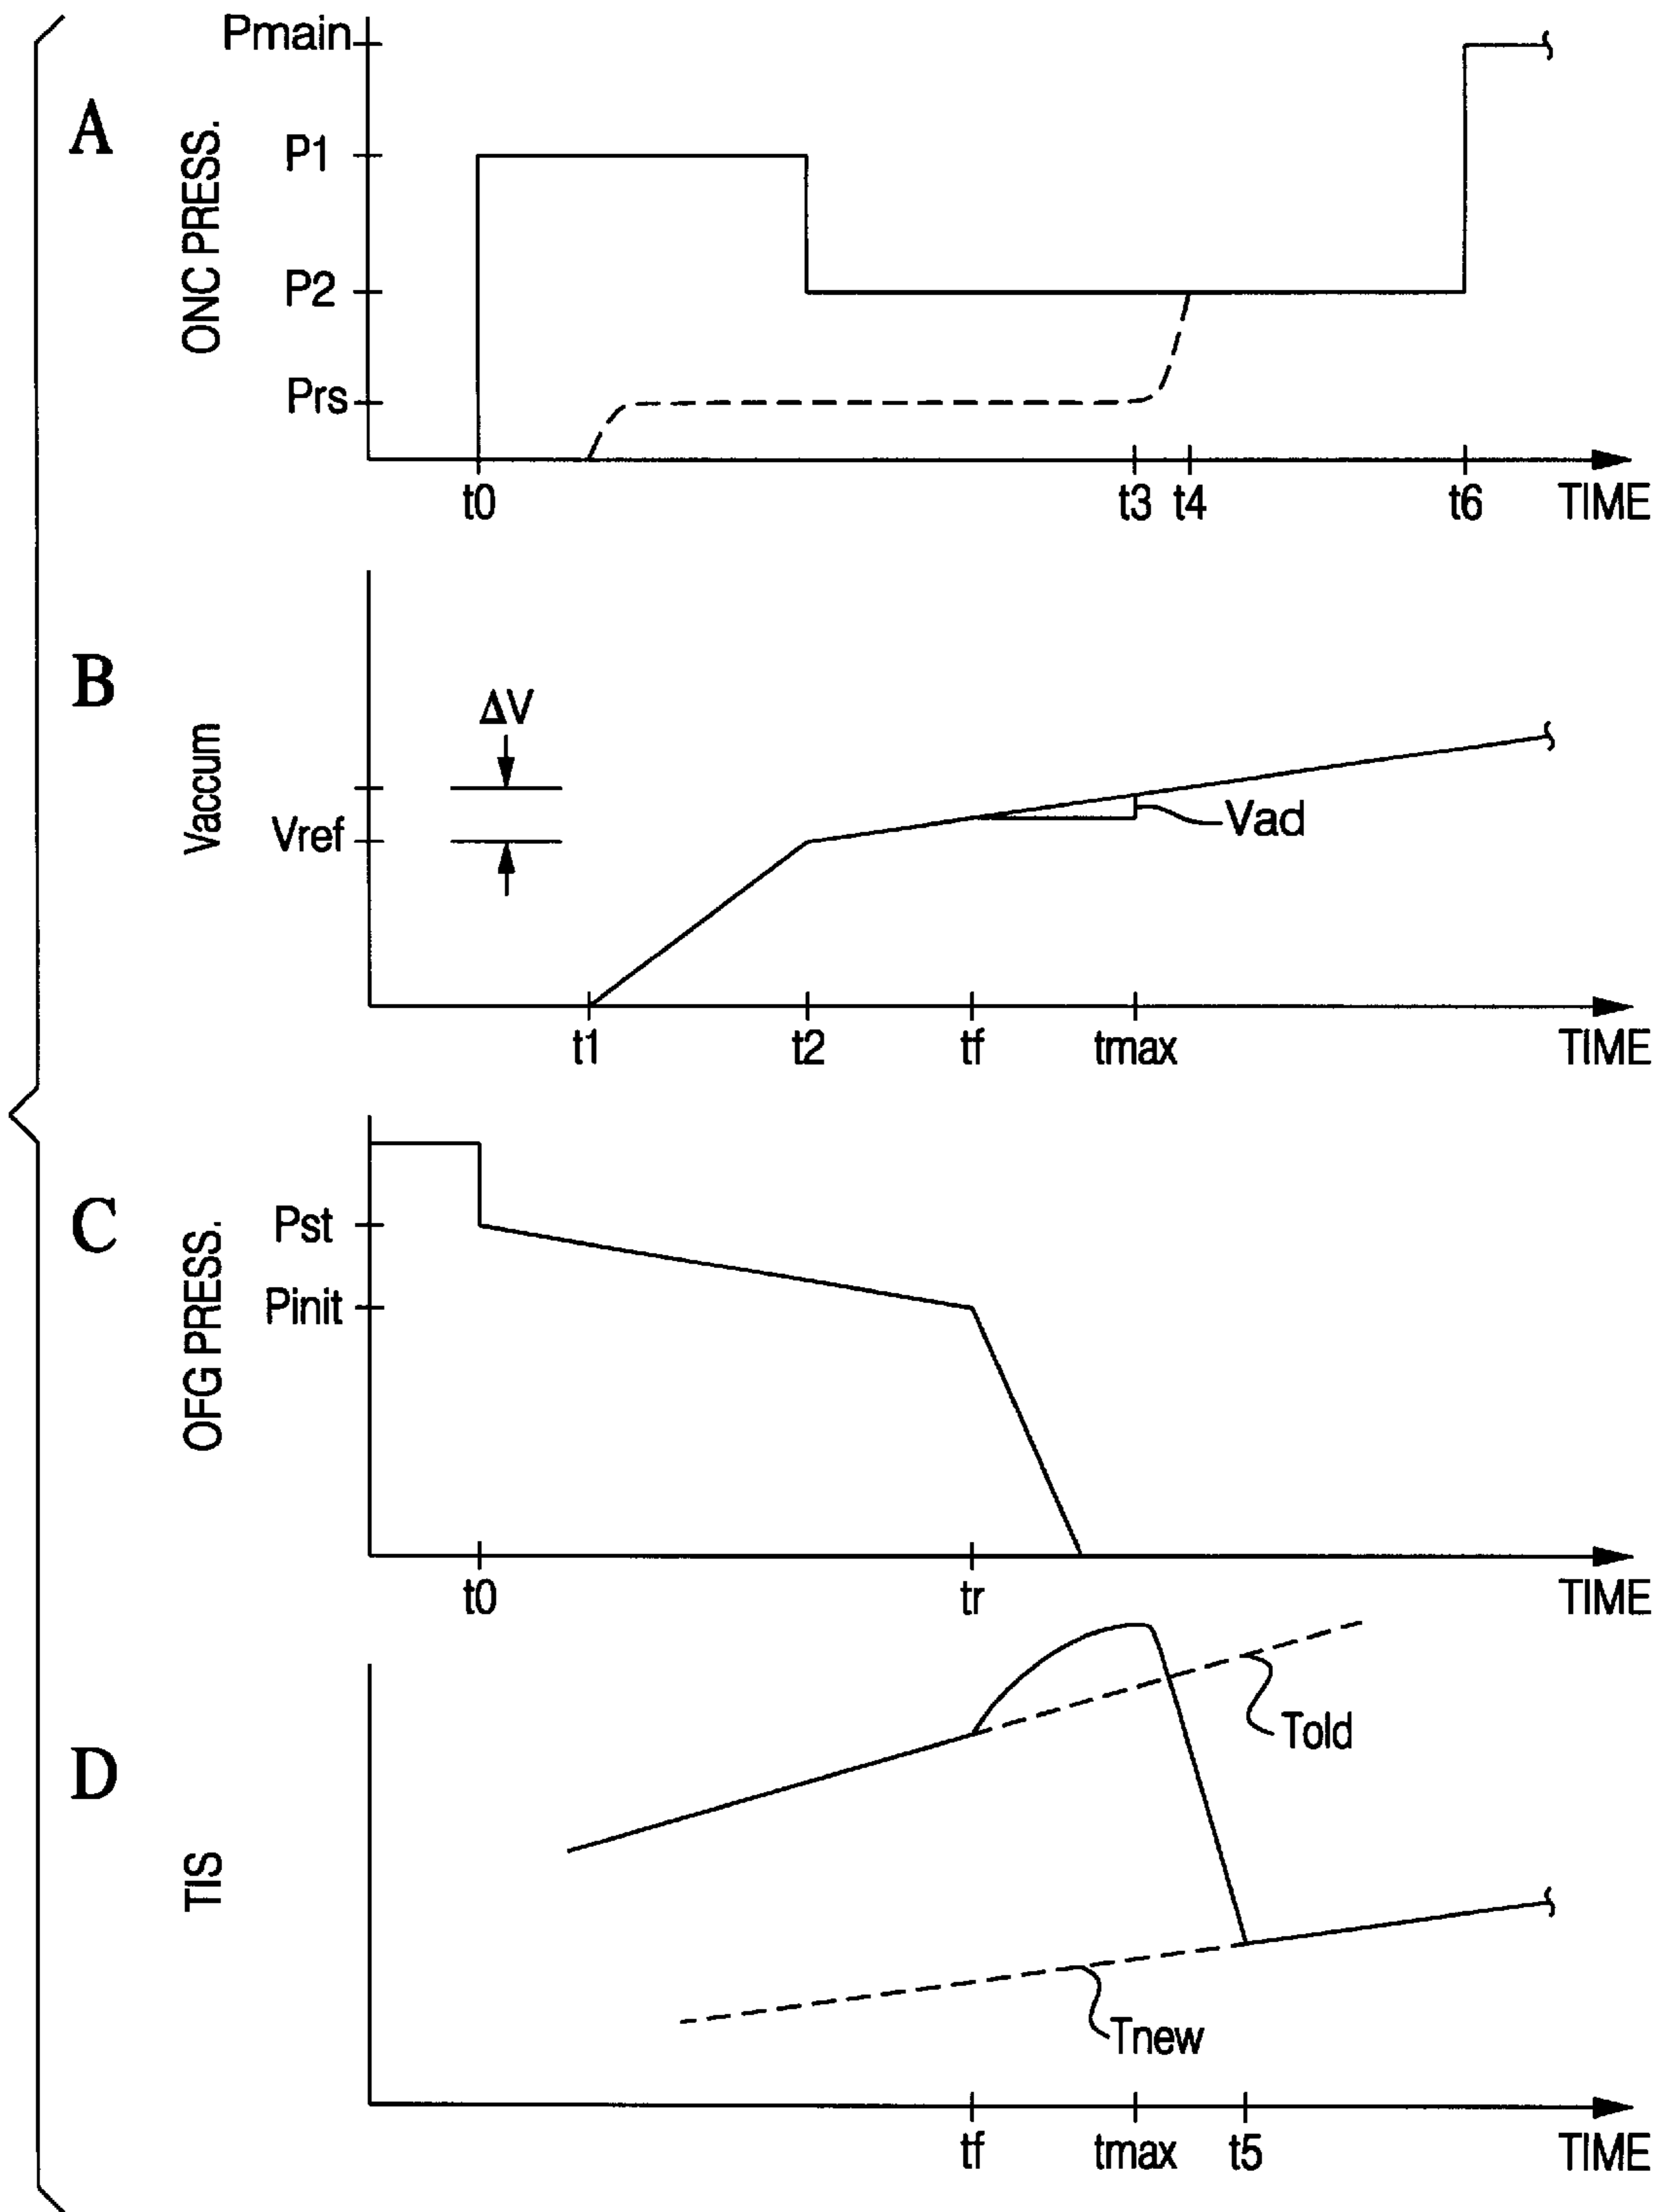 A
ONC PRESS.
Pmain
P1
P2
Prs
t0
t3
t4
t6
TIME
B
Vaccum
ΔV
Vref
Vad
t1
t2
tf
tmax
TIME
C
OFG PRESS.
Pst
Pinit
t0
tr
TIME
D
TIS
Told
Tnew
tf
tmax
t5
TIME